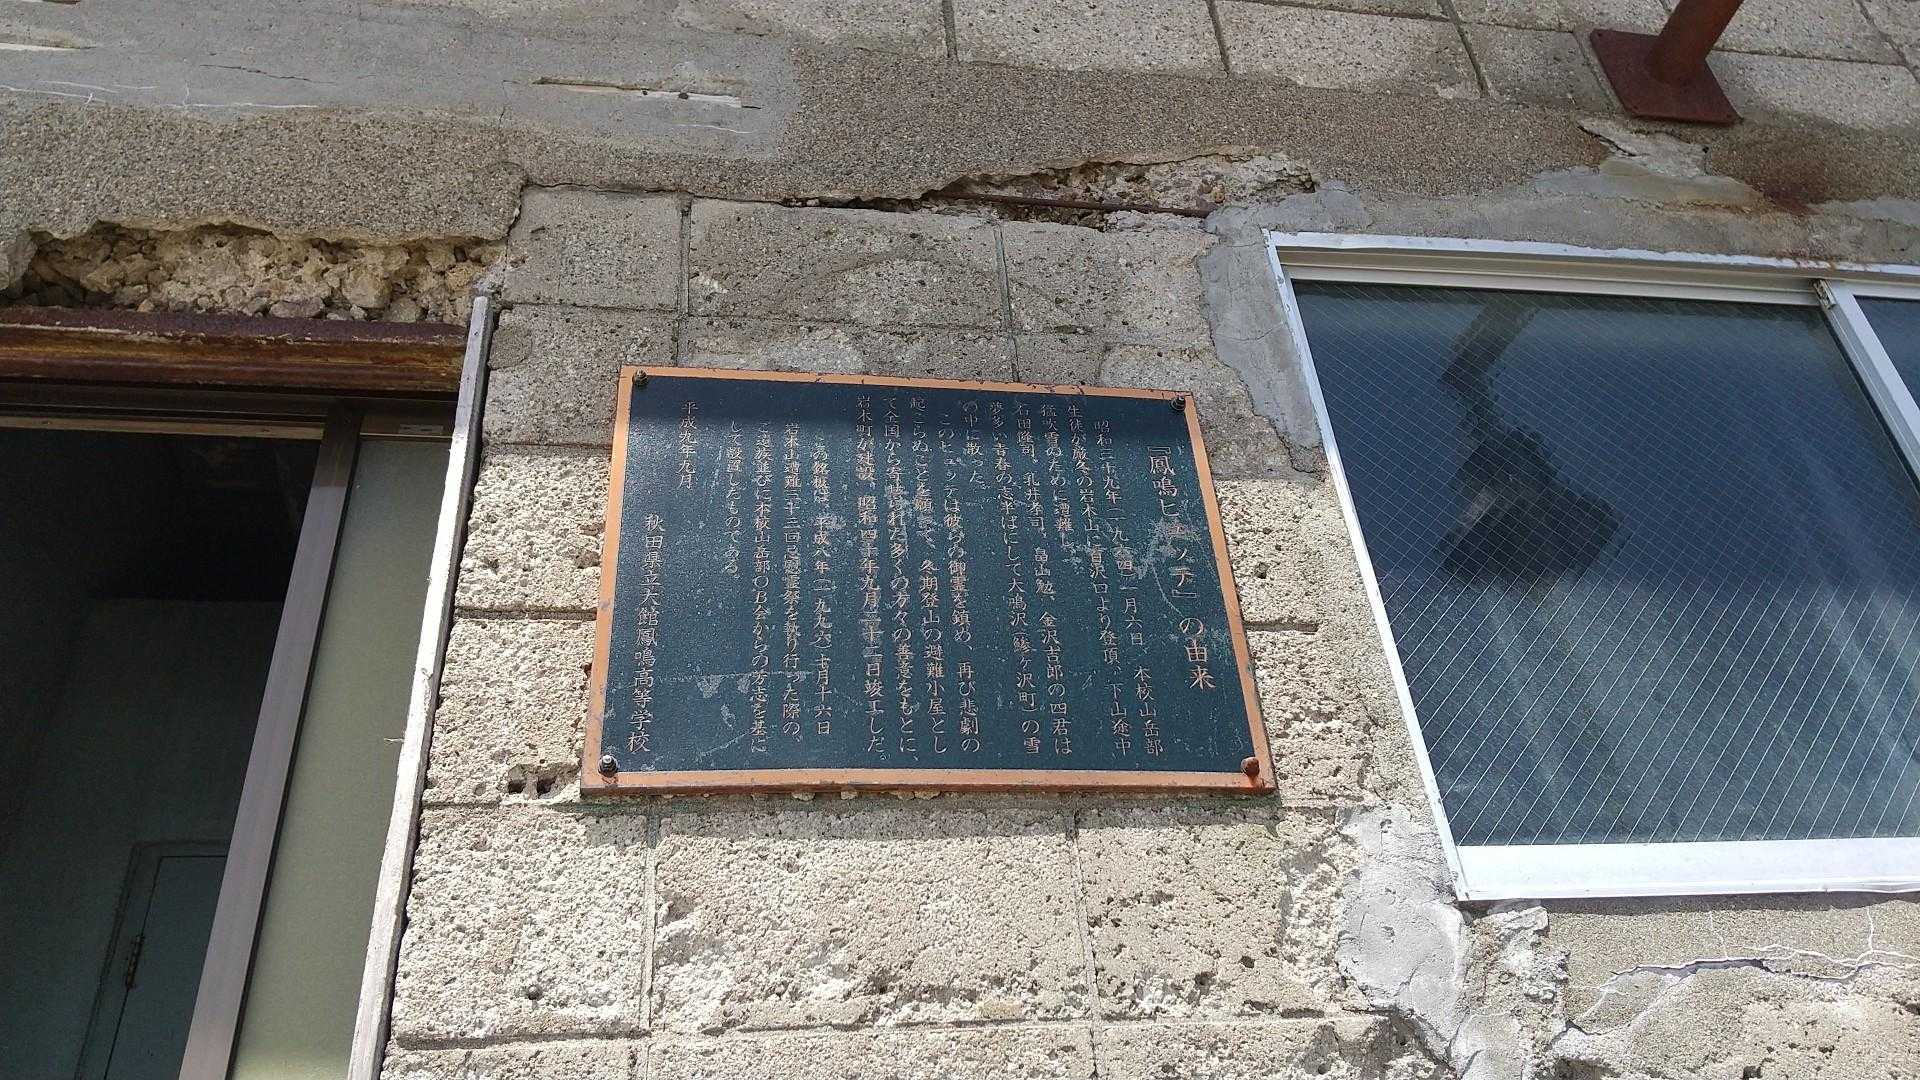 『鳳鳴ヒュッテ』の由来
昭和三十九年(一九六四)一月六日、本校山岳部
生徒が厳冬の岩木山に百沢口より登頂、下山途中
猛吹雪のために遭難し
石田隆司、乳井孝司、畠山勉、金沢吉郎の四君は
夢多い青春の志半ばにして大鳴沢(鰺ヶ沢町)の雪
の中に散った。
このヒュッテは彼らの御霊を鎮め、再び悲劇の
起こらぬことを願って、冬期登山の避難小屋とし
て全国から寄せられた多くの方々の善意をもとに、
岩木町が建設、昭和四十年九月二十二日竣工した。
この銘板は、平成八年(一九九六)十月十六日
岩木山遭難三十三回忌慰霊祭を執り行った際の、
ご遺族並びに本校山岳部OB会からの芳志を基に
して設置したものである。
平成九年九月
秋田県立大館鳳鳴高等学校